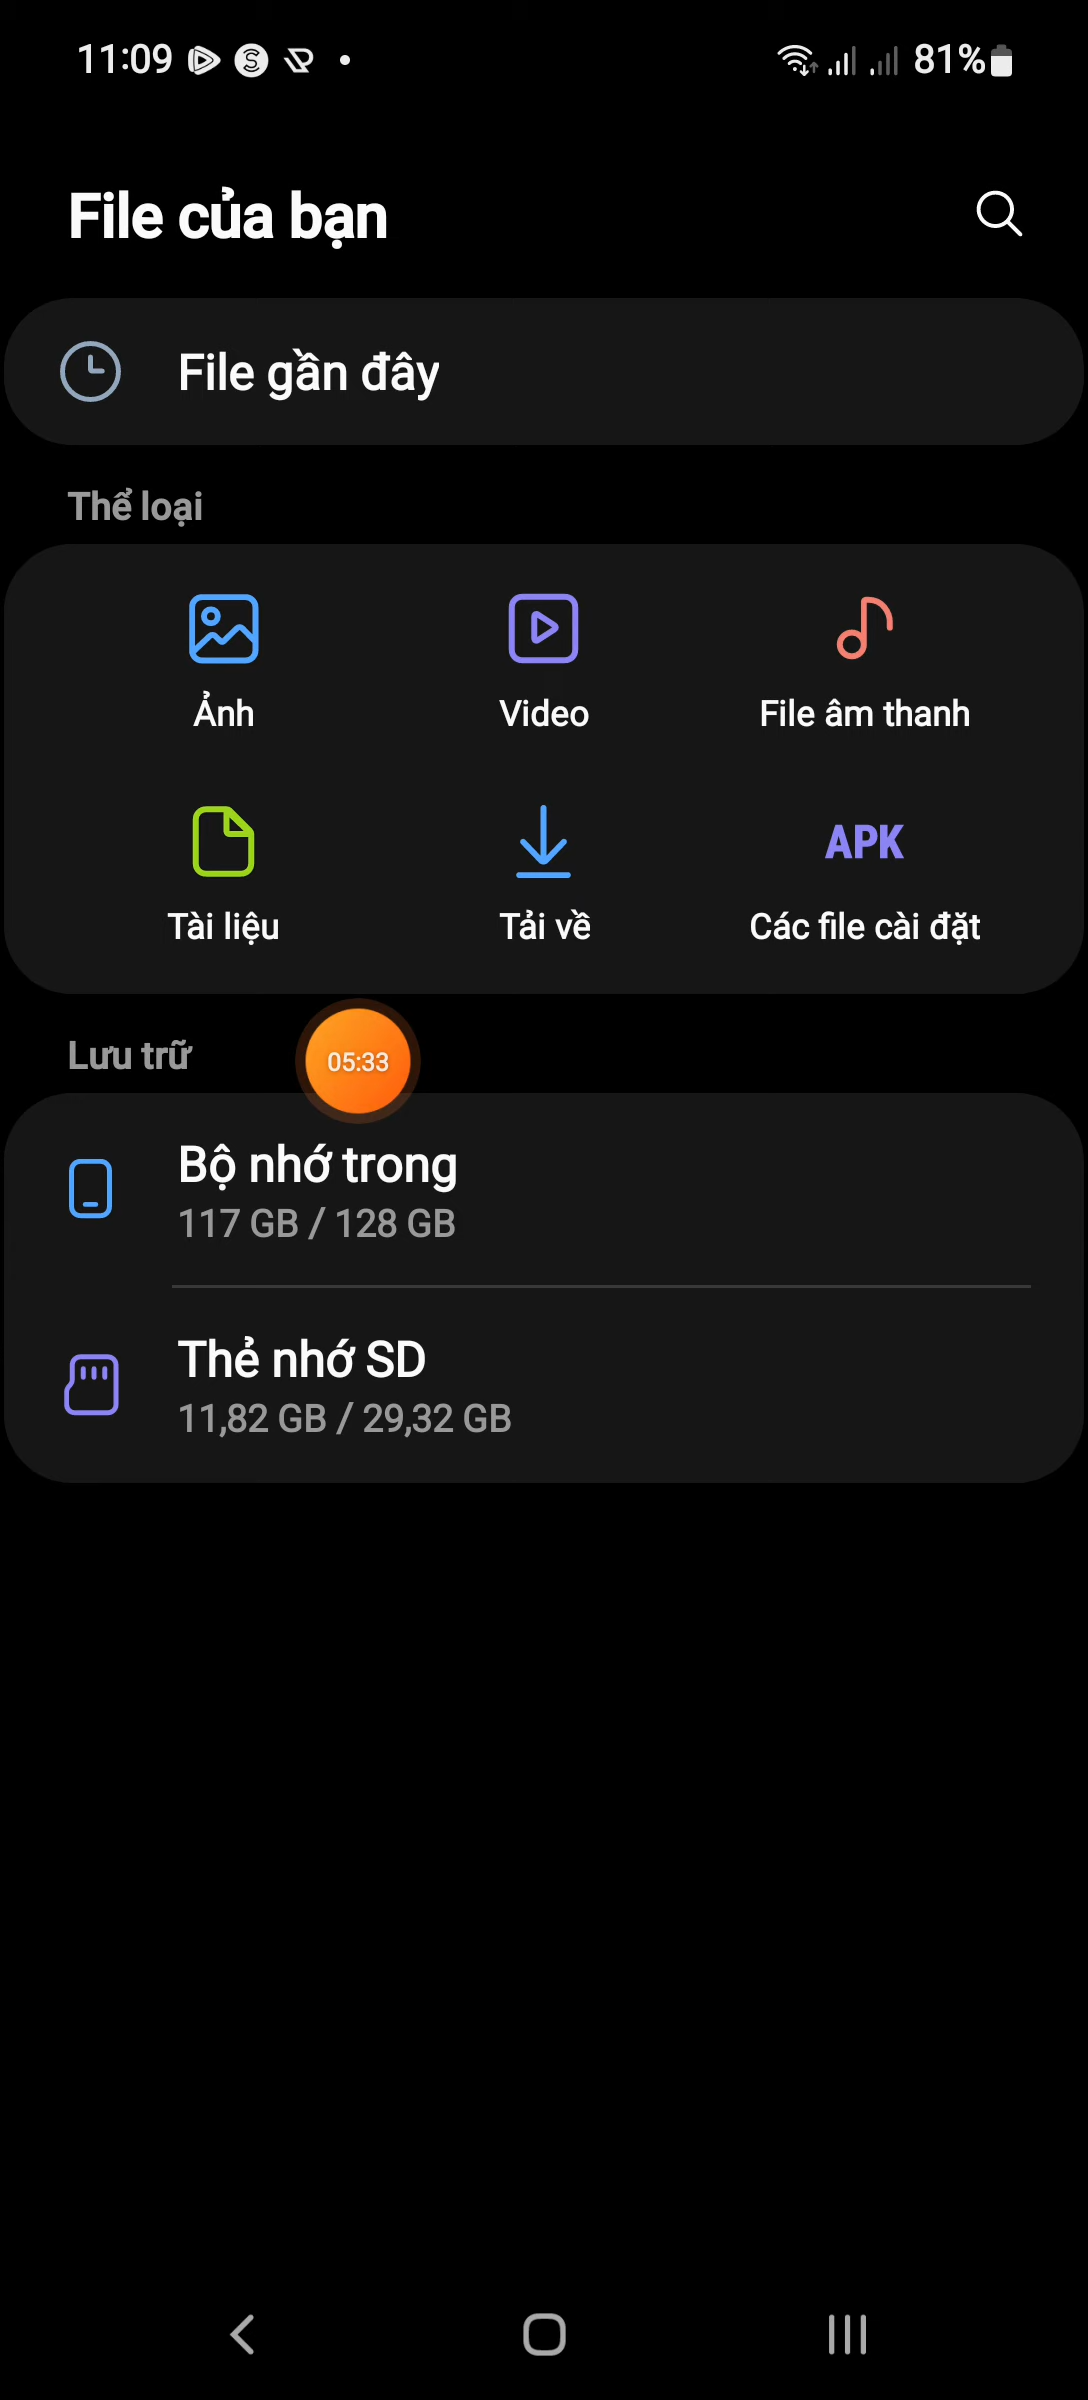 11:09
81%
File của bạn
File gần đây
Thể loại
Ảnh
Video
File âm thanh
Tài liệu
Tải về
APK
Các file cài đặt
Lưu trữ
05:33
Bộ nhớ trong
117 GB / 128 GB
Thẻ nhớ SD
11,82 GB / 29,32 GB